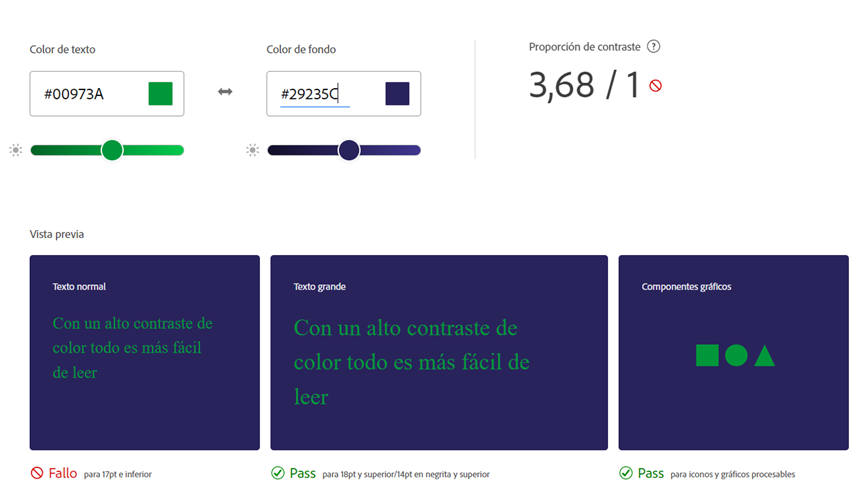 Color de texto
Color de fondo
Proporción de contraste ?
#00973A
#29235C
3,68 / 1
Vista previa
Texto normal
Con un alto contraste de
color todo es más fácil
de leer
Texto grande
Con un alto contraste de
color todo es más fácil de
leer
Componentes gráficos
Fallo para 17pt e inferior
Pass para 18pt y superior/14pt en negrita y superior
Pass para iconos y gráficos procesables